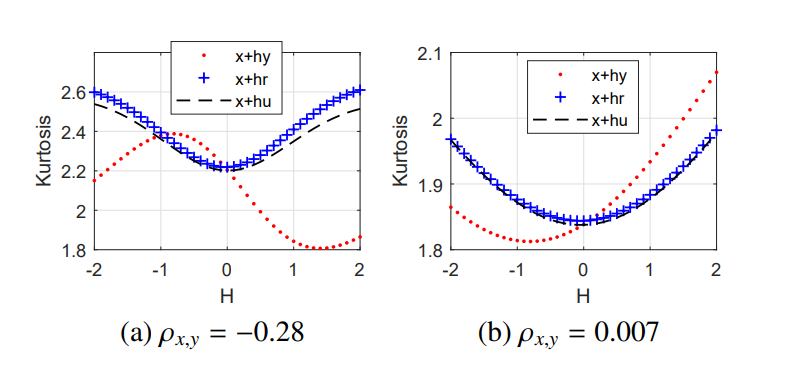 x+hy
x+hr
x+hu
Kurtosis
2.6
2.4
2.2
2
1.8
-2 -1 0 1 2
H
(a) ρx,y = −0.28
x+hy
x+hr
x+hu
Kurtosis
2.1
2
1.9
1.8
-2 -1 0 1 2
H
(b) ρx,y = 0.007